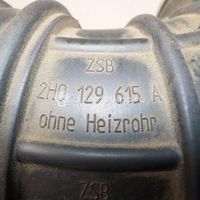 ZSB
2H0 129 615 A
ohne Heizrohr
ZSB